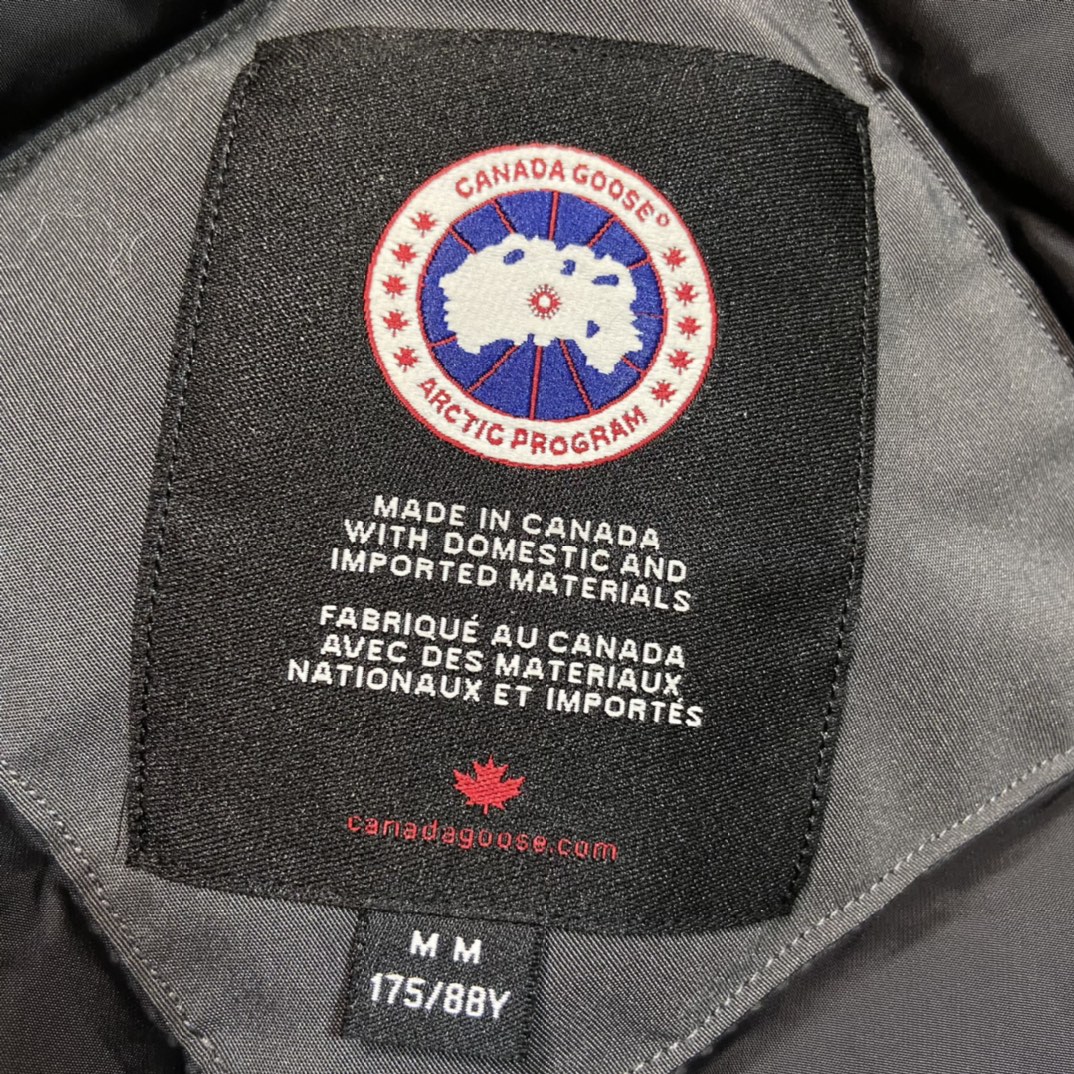 CANADA GOOSE®
ARCTIC PROGRAM
MADE IN CANADA
WITH DOMESTIC AND
IMPORTED MATERIALS
FABRIQUÉ AU CANADA
AVEC DES MATERIAUX
NATIONAUX ET IMPORTÉS
canadagoose.com
M M
175/88Y